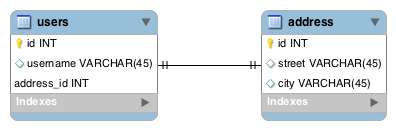 users
id INT
username VARCHAR(45)
address_id INT
Indexes
address
id INT
street VARCHAR(45)
city VARCHAR(45)
Indexes